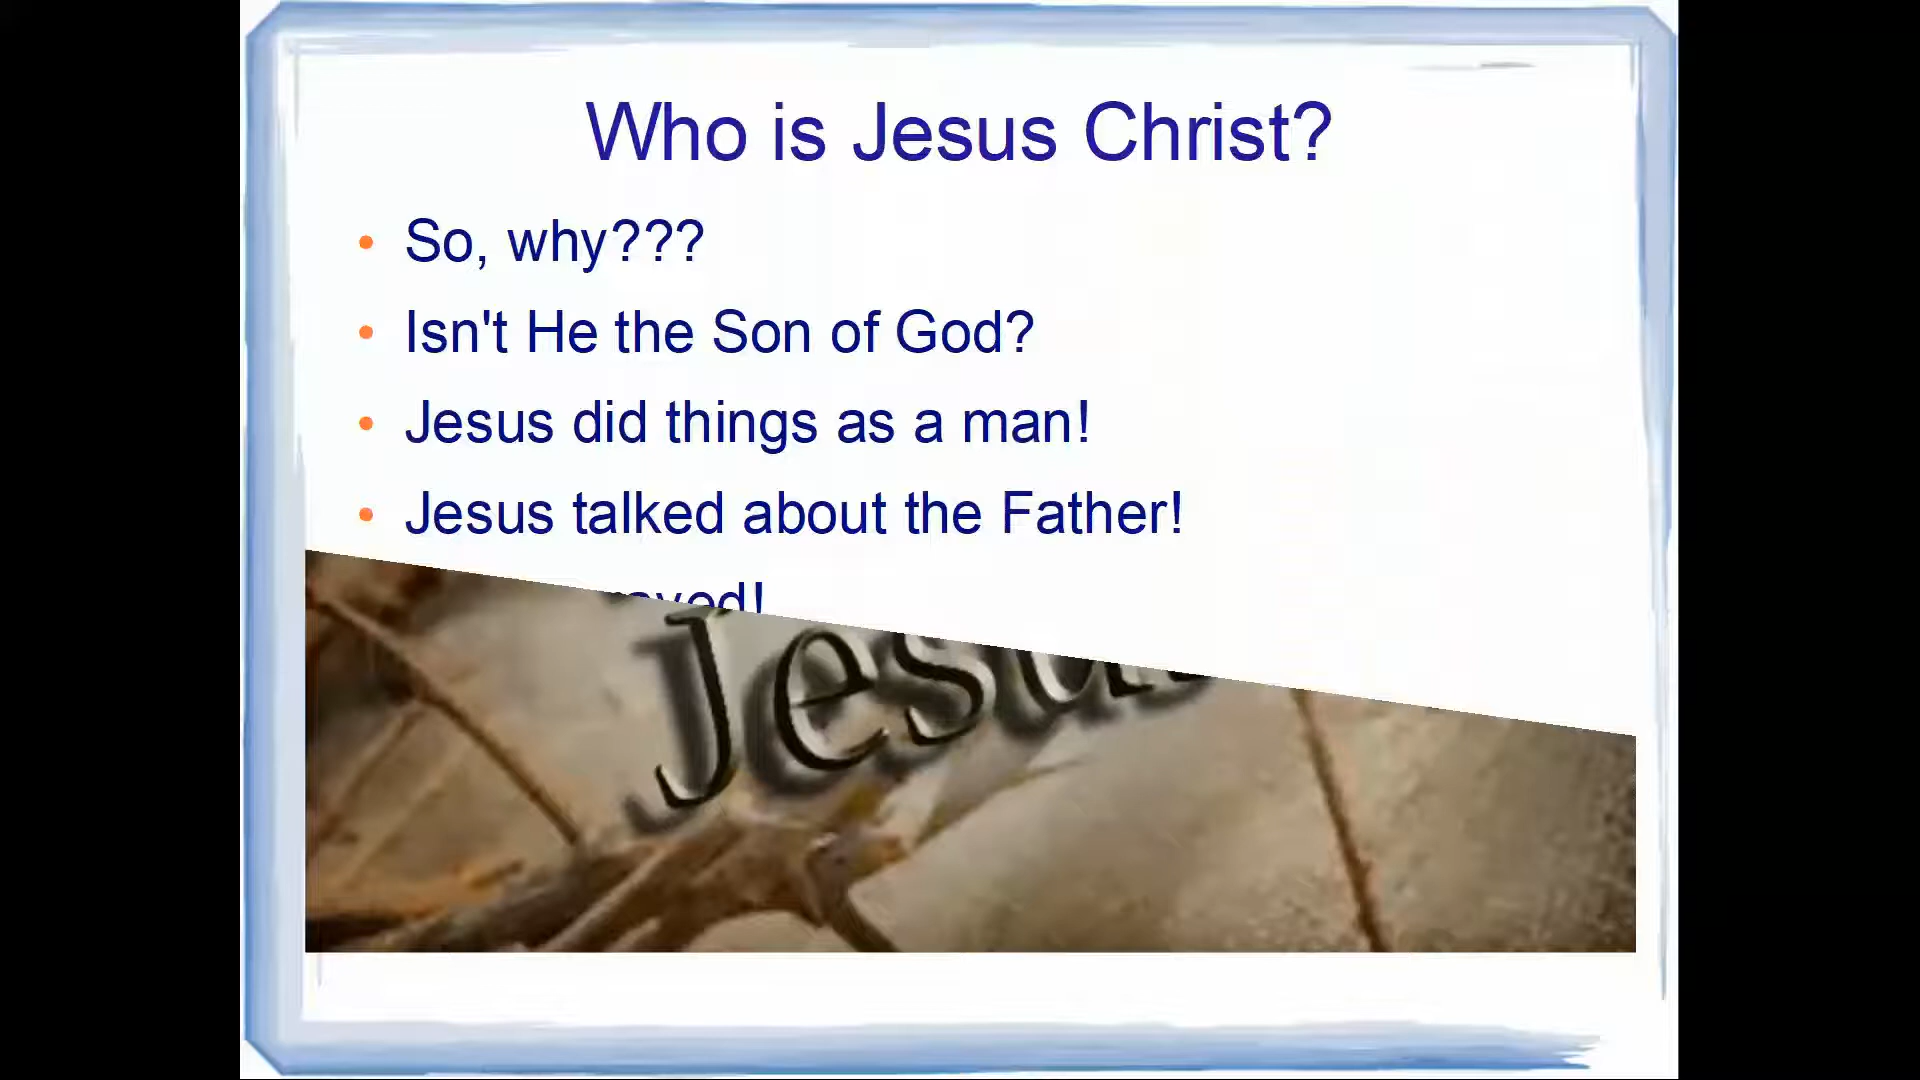 Who is Jesus Christ?
• So, why???
• Isn't He the Son of God?
• Jesus did things as a man!
• Jesus talked about the Father!
Jesus